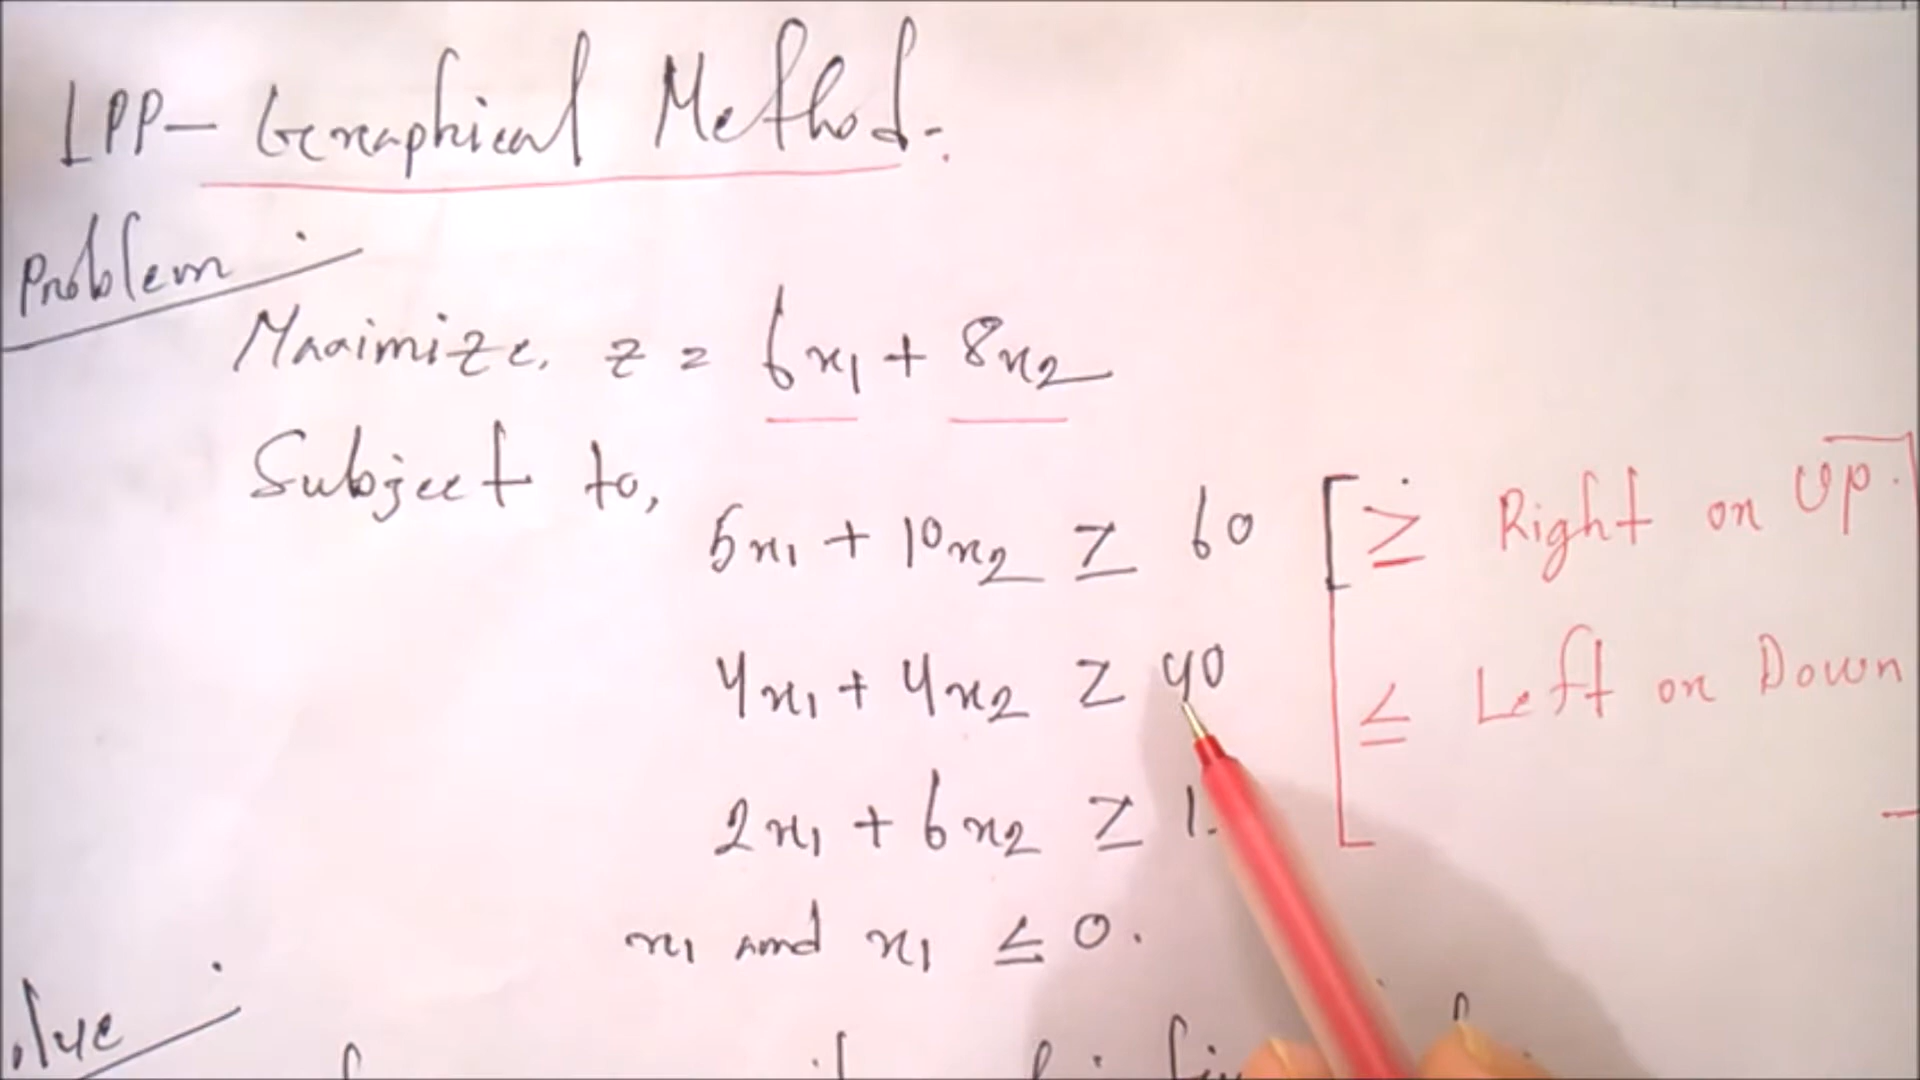 LPP- Graphical Method.
Problem
Maximize, z = 6x1 + 8x2
Subject to,
5x1 + 10x2 ≥ 60
4x1 + 4x2 ≥ 40
2x1 + 6x2 ≥
x1 and x1 ≤ 0.
[≥ Right or Up.
≤ Left or Down